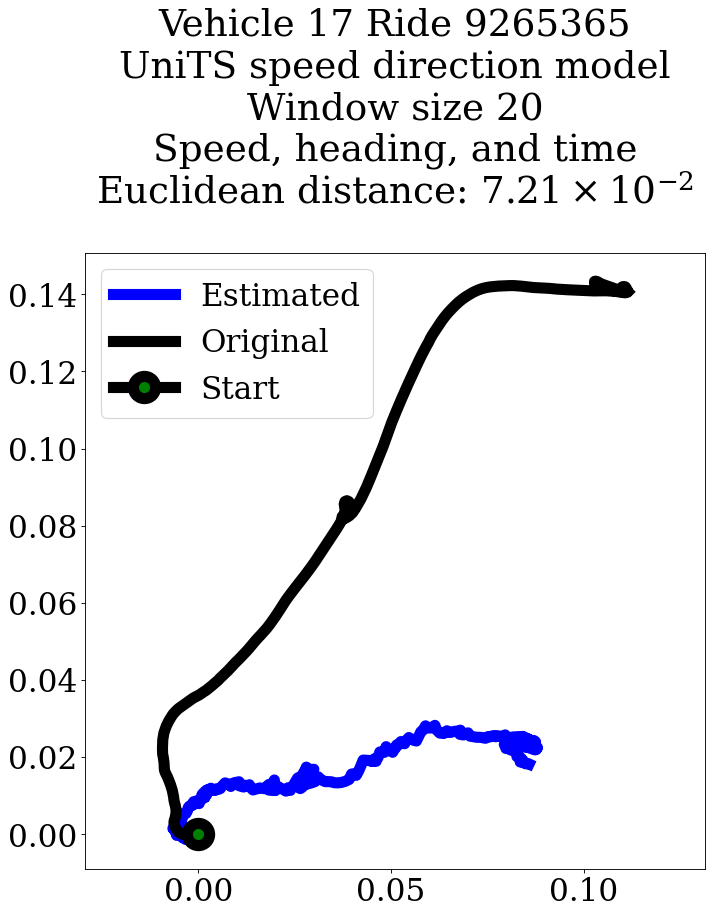 Vehicle 17 Ride 9265365
UniTS speed direction model
Window size 20
Speed, heading, and time
Euclidean distance: 7.21 × 10⁻²
Estimated
Original
Start
0.14
0.12
0.10
0.08
0.06
0.04
0.02
0.00
0.00 0.05 0.10